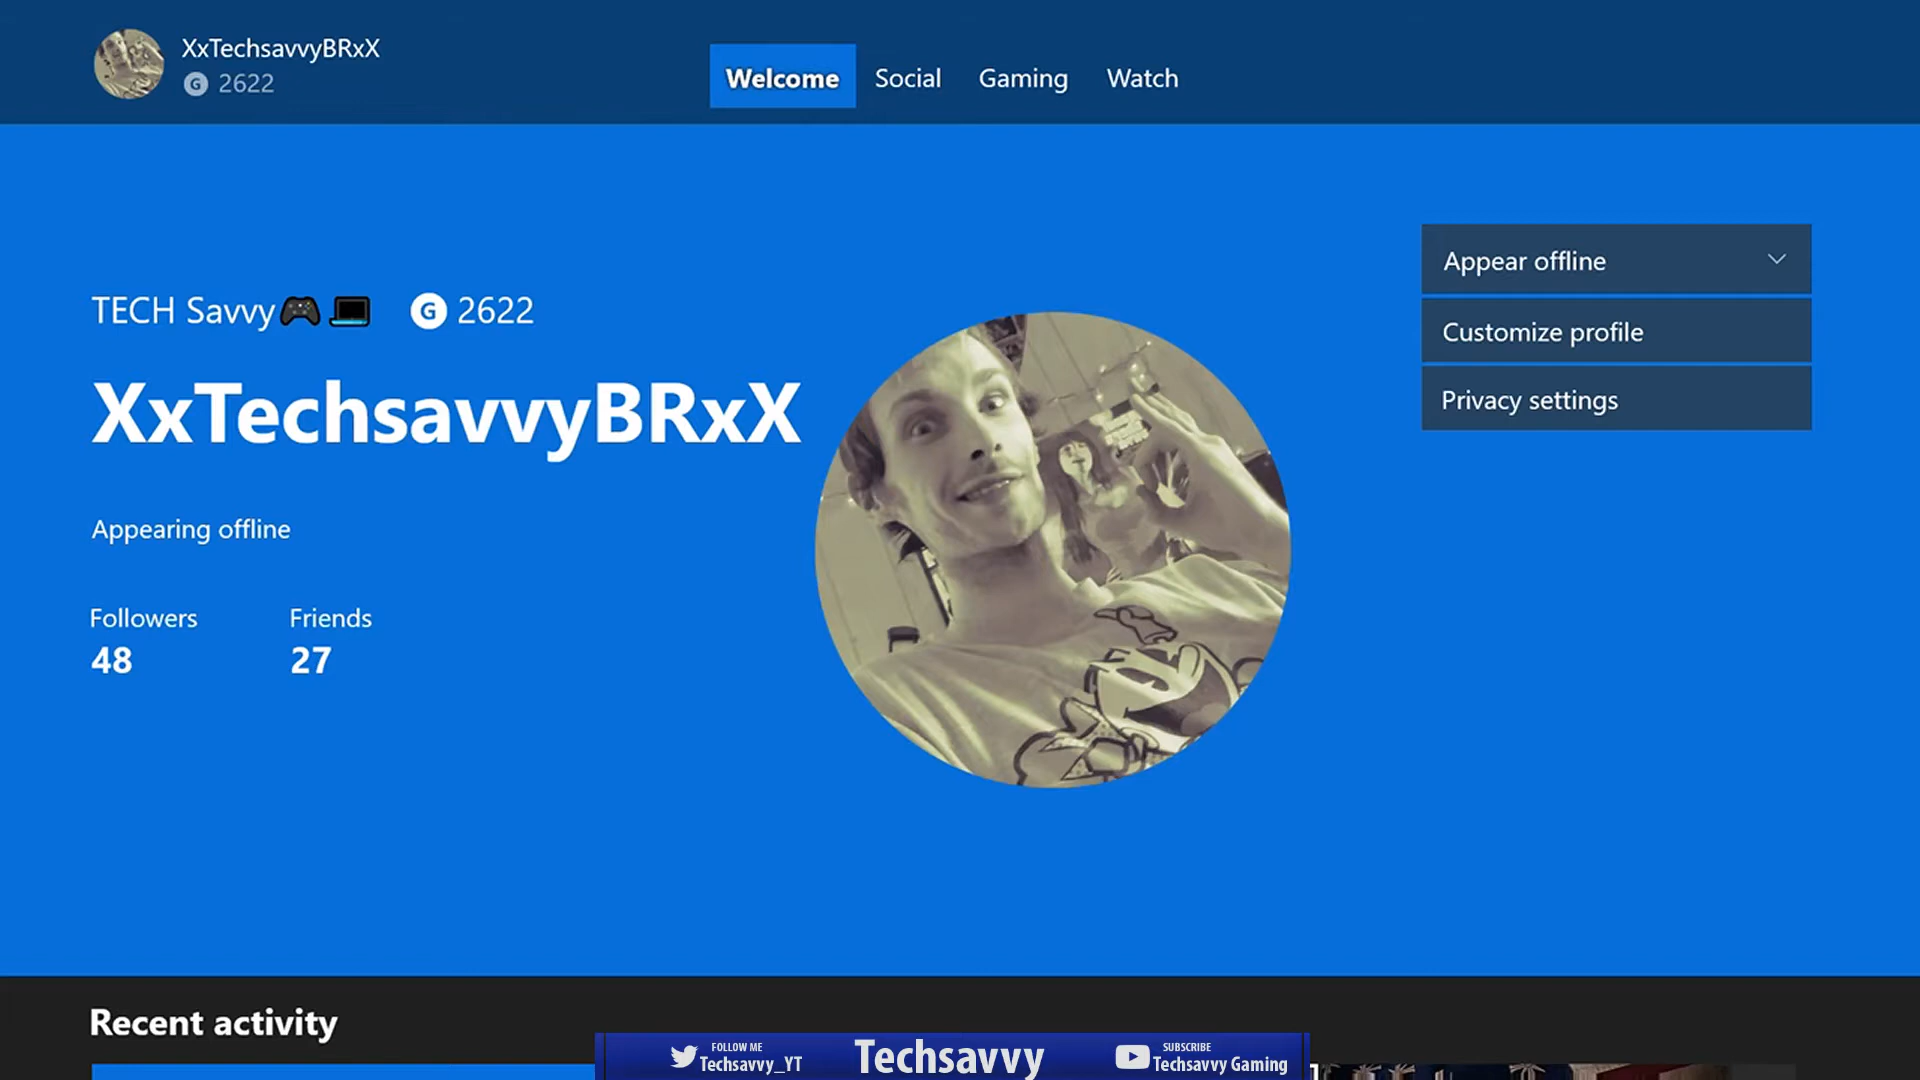 XxTechsavvyBRxX
G 2622
Welcome
Social
Gaming
Watch
TECH Savvy🎮💻 G 2622
XxTechsavvyBRxX
Appearing offline
Followers
Friends
48
27
Appear offline
Customize profile
Privacy settings
Recent activity
FOLLOW ME
Techsavvy_YT
Techsavvy
SUBSCRIBE
Techsavvy Gaming